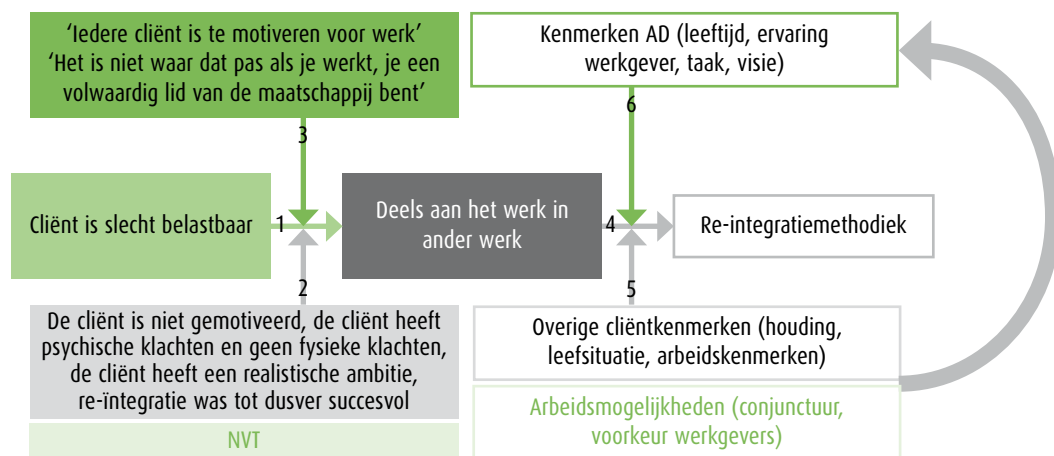 ‘Iedere cliënt is te motiveren voor werk’
‘Het is niet waar dat pas als je werkt, je een
volwaardig lid van de maatschappij bent’
Kenmerken AD (leeftijd, ervaring
werkgever, taak, visie)
3
6
Cliënt is slecht belastbaar
1
Deels aan het werk in
ander werk
4
Re-integratiemethodiek
2
5
De cliënt is niet gemotiveerd, de cliënt heeft
psychische klachten en geen fysieke klachten,
de cliënt heeft een realistische ambitie,
re-ïntegratie was tot dusver succesvol
NVT
Overige cliëntkenmerken (houding,
leefsituatie, arbeidskenmerken)
Arbeidsmogelijkheden (conjunctuur,
voorkeur werkgevers)